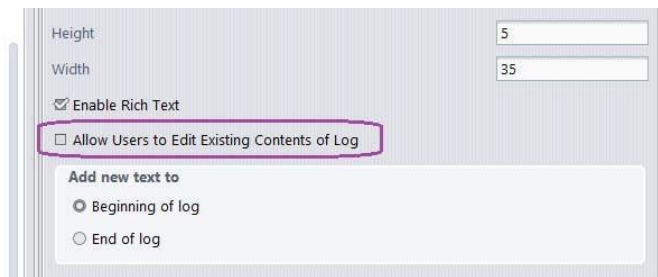 Height 5
Width 35
Enable Rich Text
Allow Users to Edit Existing Contents of Log
Add new text to
Beginning of log
End of log